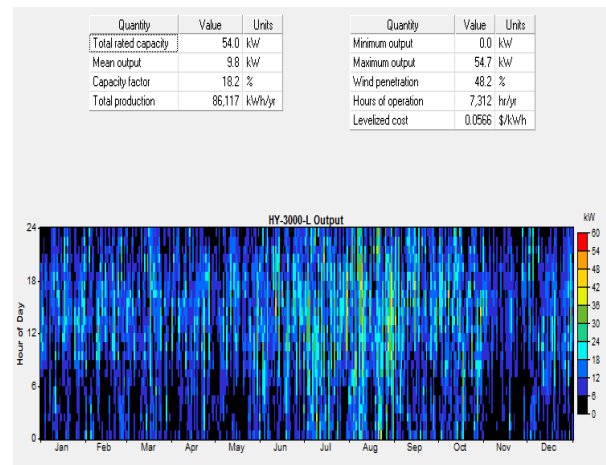 Quantity Value Units
Total rated capacity 54.0 kW
Mean output 9.8 kW
Capacity factor 18.2 %
Total production 86,117 kWh/yr
Quantity Value Units
Minimum output 0.0 kW
Maximum output 54.7 kW
Wind penetration 48.2 %
Hours of operation 7,312 hr/yr
Levelized cost 0.0566 $/kWh
HY-3000-L Output
kW
Hour of Day
24
18
12
6
0
Jan Feb Mar Apr May Jun Jul Aug Sep Oct Nov Dec
60
54
48
42
36
30
24
18
12
6
0